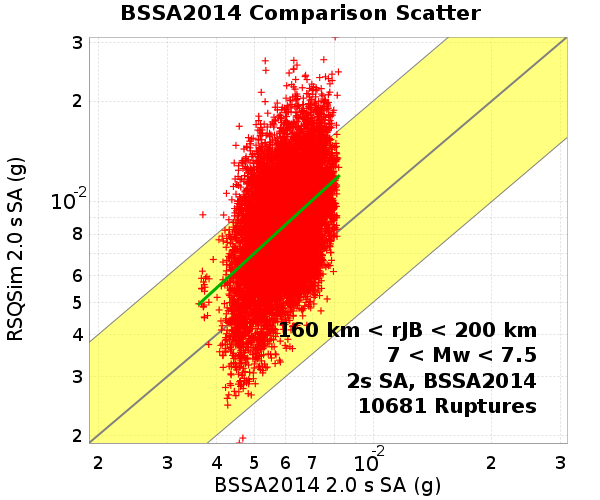 BSSA2014 Comparison Scatter
RSQSim 2.0 s SA (g)
3
2
10-2
8
6
5
4
3
2
160 km < rJB < 200 km
7 < Mw < 7.5
2s SA, BSSA2014
10681 Ruptures
2 3 4 5 6 7 10-2 2 3
BSSA2014 2.0 s SA (g)